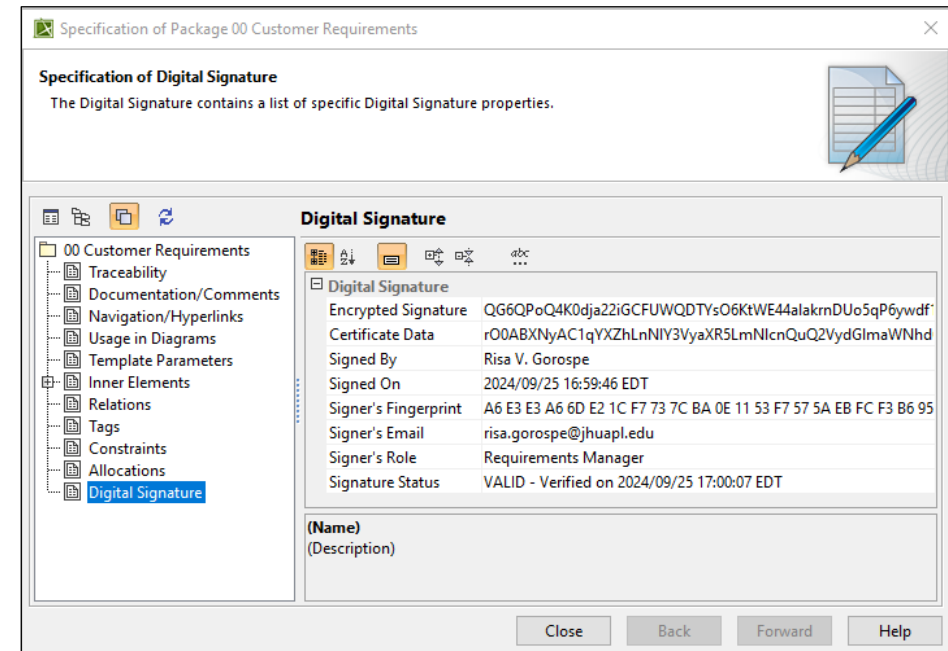 Specification of Package 00 Customer Requirements
Specification of Digital Signature
The Digital Signature contains a list of specific Digital Signature properties.
Digital Signature
00 Customer Requirements
Traceability
Documentation/Comments
Navigation/Hyperlinks
Usage in Diagrams
Template Parameters
Inner Elements
Relations
Tags
Constraints
Allocations
Digital Signature
Digital Signature
Encrypted Signature QG6QPoQ4K0dja22iGCFUWQDTYsO6KtWE44aIakrnDUo5qP6ywdf
Certificate Data rO0ABXNyAC1qYXZhLnNlY3VyaXR5LmNlcnQuQ2VydGlmaWNhd
Signed By Risa V. Gorospe
Signed On 2024/09/25 16:59:46 EDT
Signer's Fingerprint A6 E3 E3 A6 6D E2 1C F7 73 7C BA 0E 11 53 F7 57 5A EB FC F3 B6 95
Signer's Email risa.gorospe@jhuapl.edu
Signer's Role Requirements Manager
Signature Status VALID - Verified on 2024/09/25 17:00:07 EDT
(Name)
(Description)
Close Back Forward Help